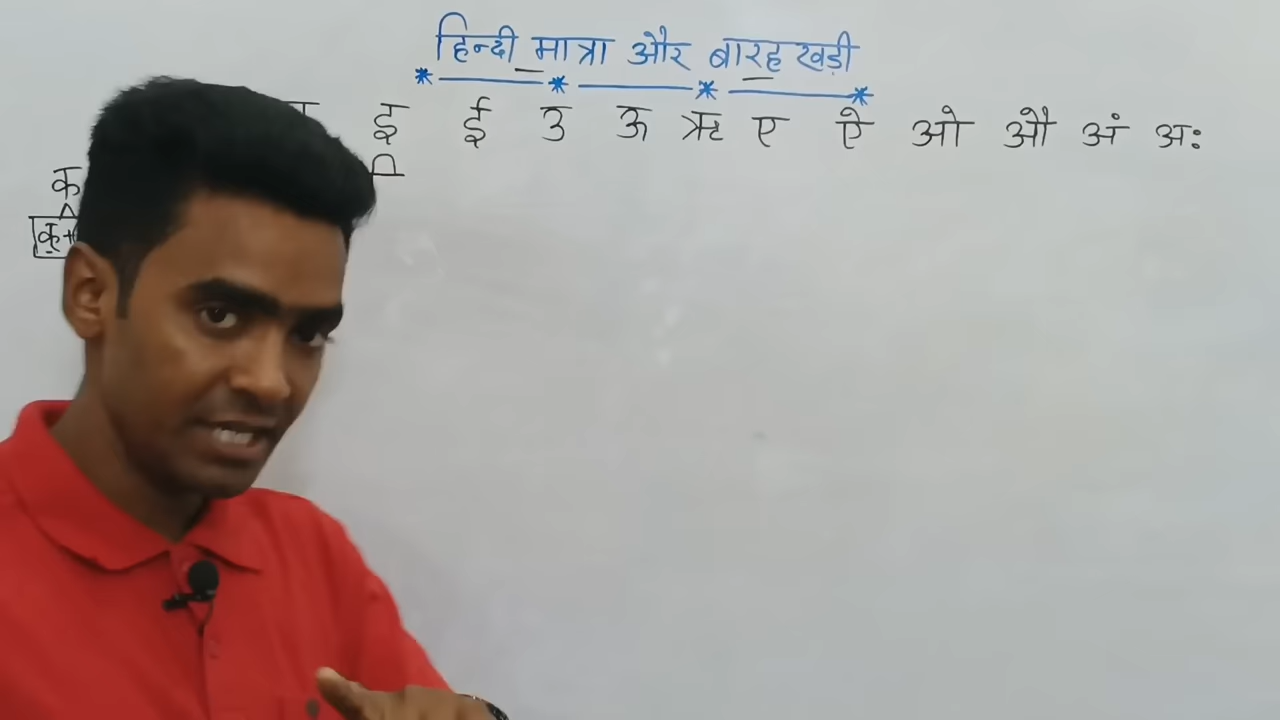 हिन्दी मात्रा और बारह खड़ी
इ ई उ ऊ ऋ ए ऐ ओ औ अं अः
क
क्+